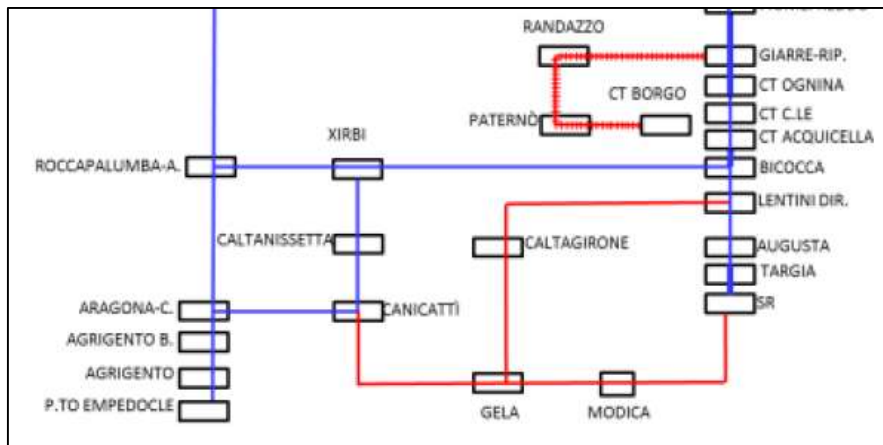 RANDAZZO
GIARRE-RIP.
CT OGNINA
CT BORGO
CT C.LE
PATERNÒ
CT ACQUICELLA
XIRBI
ROCCAPALUMBA-A.
BICOCCA
LENTINI DIR.
CALTANISSETTA
CALTAGIRONE
AUGUSTA
TARGIA
ARAGONA-C.
CANICATTÌ
SR
AGRIGENTO B.
AGRIGENTO
P.TO EMPEDOCLE
GELA
MODICA